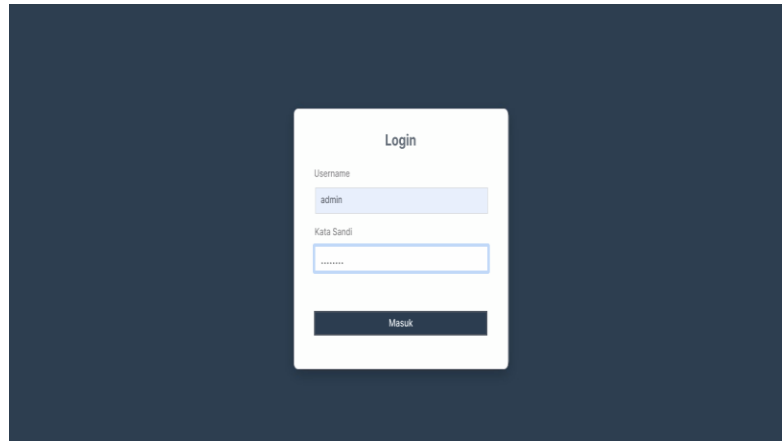 Login
Username
admin
Kata Sandi
........
Masuk